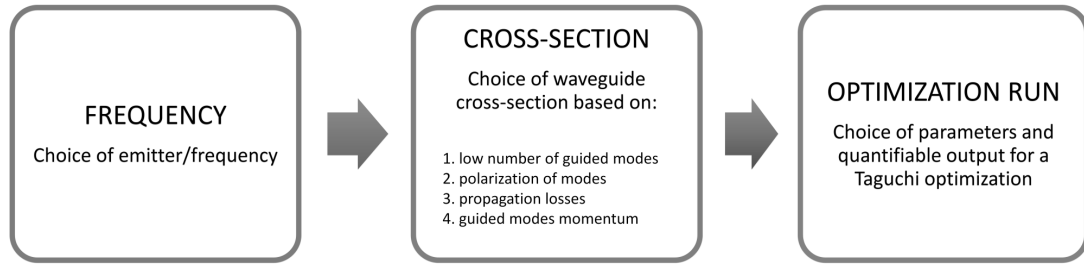 FREQUENCY
Choice of emitter/frequency
CROSS-SECTION
Choice of waveguide
cross-section based on:
1. low number of guided modes
2. polarization of modes
3. propagation losses
4. guided modes momentum
OPTIMIZATION RUN
Choice of parameters and
quantifiable output for a
Taguchi optimization